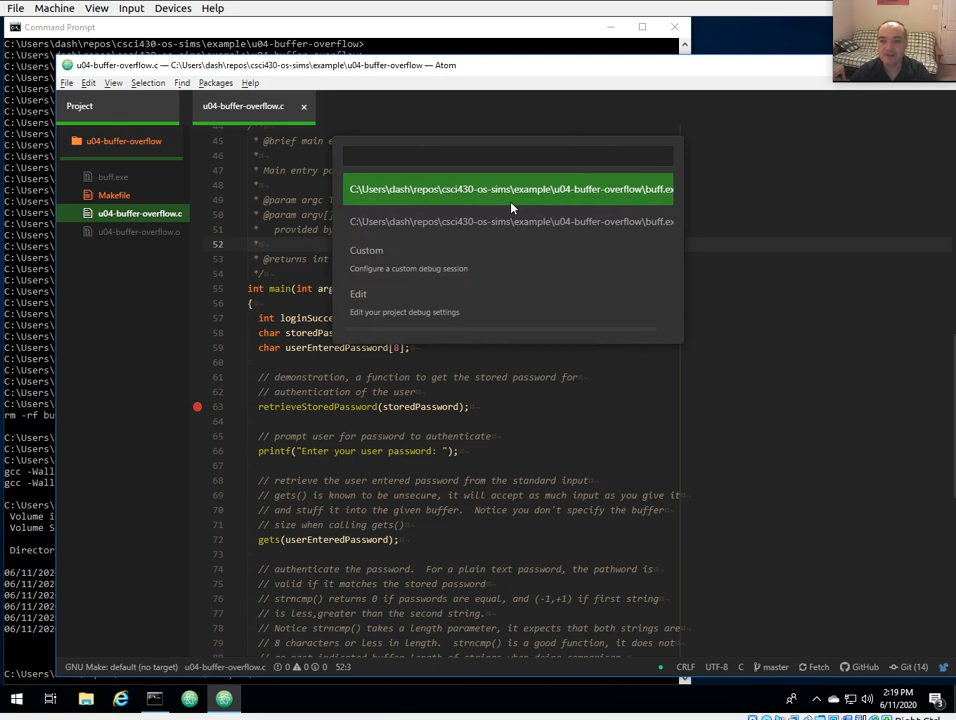 File Machine View Input Devices Help
Command Prompt
C:\Users\dash\repos\csci430-os-sims\example\u04-buffer-overflow>
u04-buffer-overflow.c — C:\Users\dash\repos\csci430-os-sims\example\u04-buffer-overflow — Atom
File Edit View Selection Find Packages Help
Project
u04-buffer-overflow.c
u04-buffer-overflow
buff.exe
Makefile
u04-buffer-overflow.c
u04-buffer-overflow.o
C:\Users\dash\repos\csci430-os-sims\example\u04-buffer-overflow\buff.ex
C:\Users\dash\repos\csci430-os-sims\example\u04-buffer-overflow\buff.ex
Custom
Configure a custom debug session
Edit
Edit your project debug settings
44 /*
45 * @brief main e
46 *
47 * Main entry po
48 *
49 * @param argc T
50 * @param argv[]
51 * provided by
52 *
53 * @returns int
54 */
55 int main(int arg
56 {
57 int loginSucce
58 char storedPas
59 char userEnteredPassword[8];
60
61 // demonstration, a function to get the stored password for
62 // authentication of the user
63 retrieveStoredPassword(storedPassword);
64
65 // prompt user for password to authenticate
66 printf("Enter your user password: ");
67
68 // retrieve the user entered password from the standard input
69 // gets() is known to be unsecure, it will accept as much input as you give it
70 // and stuff it into the given buffer. Notice you don't specify the buffer
71 // size when calling gets()
72 gets(userEnteredPassword);
73
74 // authenticate the password. For a plain text password, the pathword is
75 // valid if it matches the stored password
76 // strncmp() returns 0 if passwords are equal, and (-1,+1) if first string
77 // is less,greater than the second string.
78 // Notice strncmp() takes a length parameter, it expects that both strings are
79 // 8 characters or less in length. strncmp() is a good function, it does not
C:\Users\
rm -rf bu
C:\Users\
C:\Users\
gcc -Wall
gcc -Wall
C:\Users\
Volume i
Volume S
Director
06/11/202
06/11/202
06/11/202
06/11/202
06/11/202
GNU Make: default (no target) u04-buffer-overflow.c 0 0 0 52:3 CRLF UTF-8 C master Fetch GitHub Git (14)
2:19 PM
6/11/2020
3
Right Ctrl